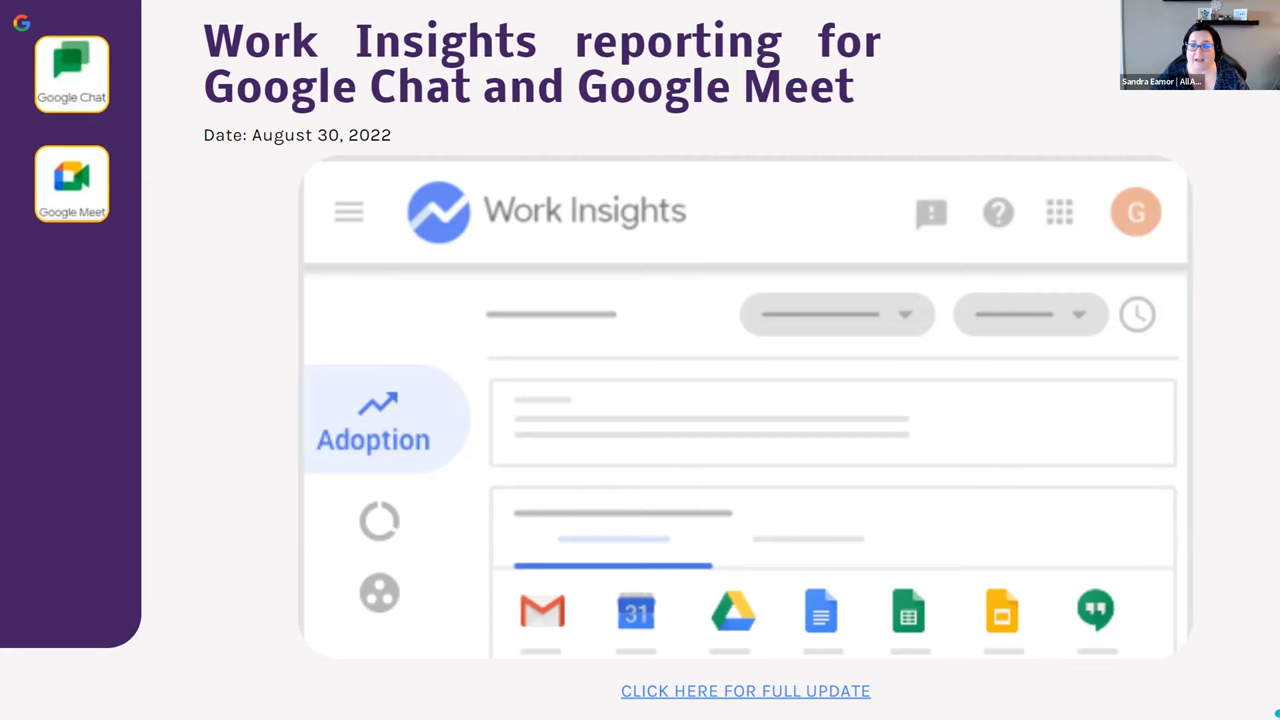 Work Insights reporting for
Google Chat and Google Meet
Date: August 30, 2022
Google Chat
Google Meet
Sandra Eamor | All A...
Work Insights
G
Adoption
31
CLICK HERE FOR FULL UPDATE